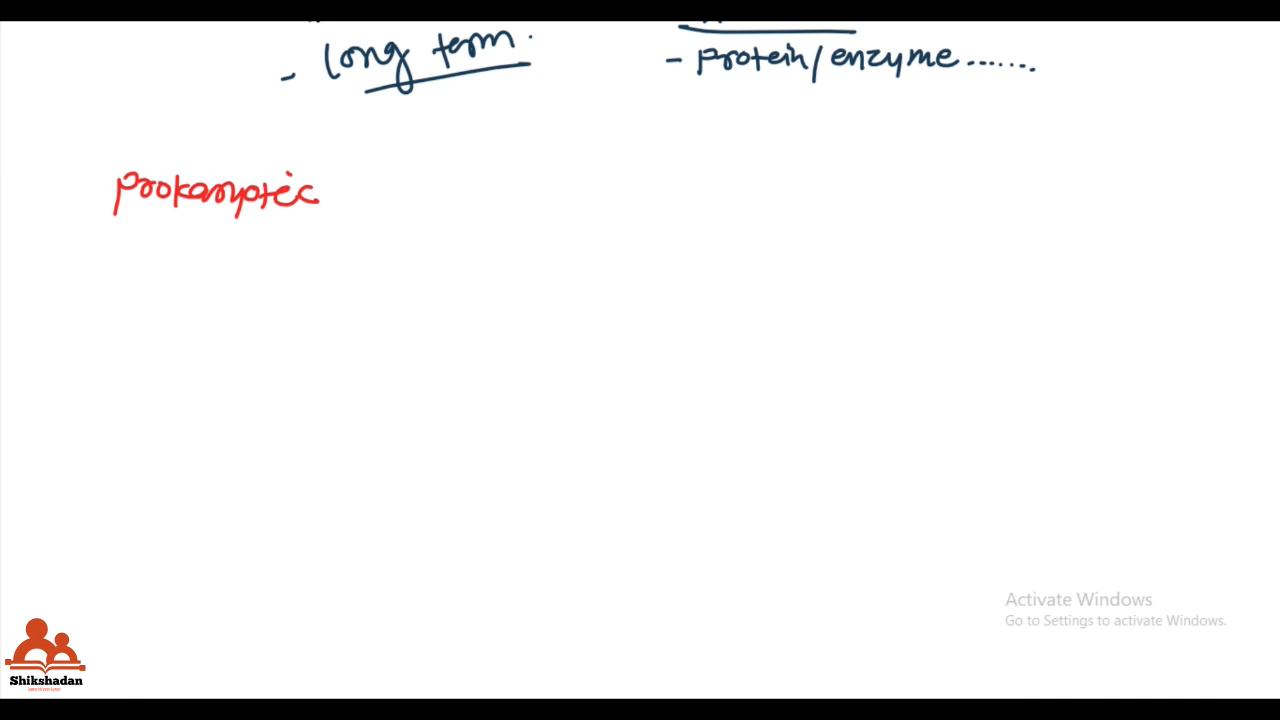 - long term.
- protein/enzyme.......
prokaryotic
Activate Windows
Go to Settings to activate Windows.
Shikshadan